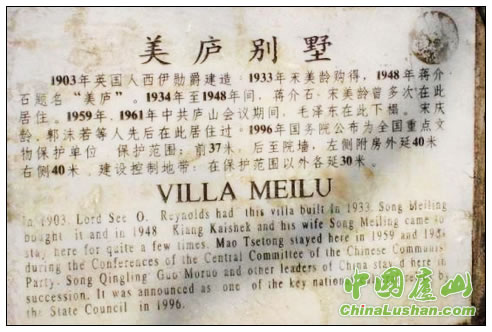 美庐别墅
1903年英国人西伊勋爵建造。1933年宋美龄购得，1948年蒋介
石题名“美庐”。1934年至1948年间，蒋介石、宋美龄曾多次在此
居住。1959年、1961年中共庐山会议期间，毛泽东在此下榻。宋庆
龄，郭沫若等人先后在此居住过。1996年国务院公布为全国重点文
物保护单位 保护范围：前37米，后至院墙，左侧附房外延40米
右侧40米 建设控制地带：在保护范围以外各延30米。
VILLA MEILU
In 1903. Lord See O. Reynolds had this villa built In 1933 Song Meiling
bought it and in 1948 Kiang Kaishek and his wife Song Meiling came to
stay here for quite a few times. Mao Tsetong stayed here in 1959 and
during the Conferences of the Central Committee of the Chinese
Party. Song Qingling Guo Moruo and other leaders of China here in
succession. It was announced as one of the key by
the State Council in 1996.
中國廬山
ChinaLushan.com